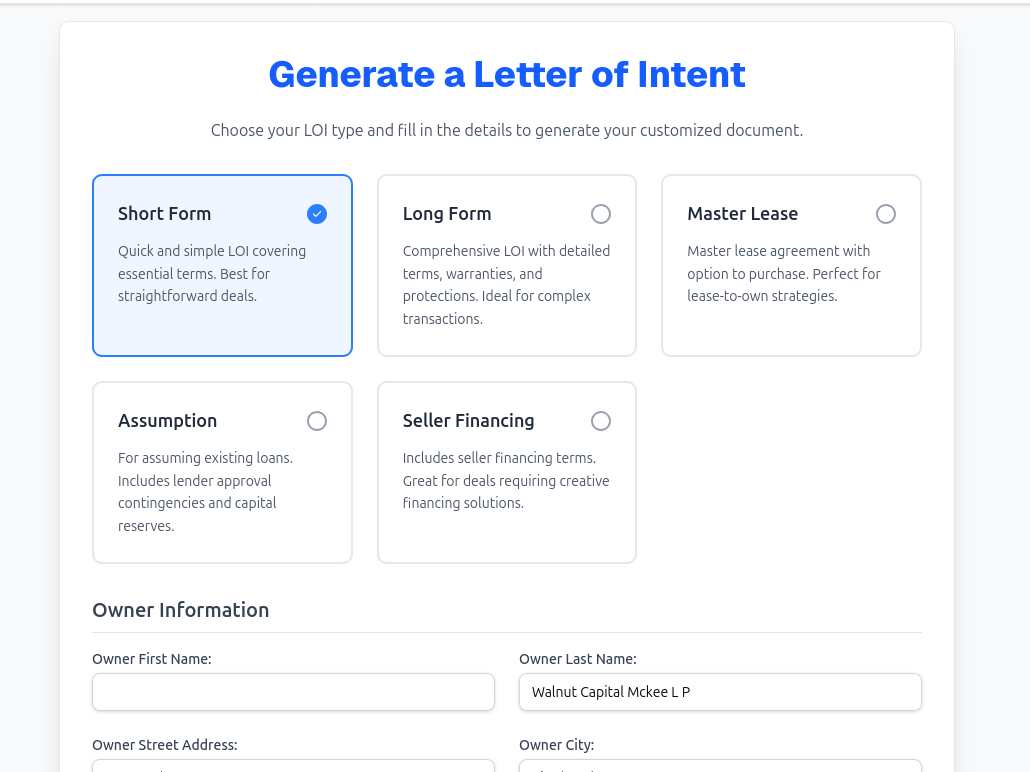 Generate a Letter of Intent
Choose your LOI type and fill in the details to generate your customized document.
Short Form
Quick and simple LOI covering
essential terms. Best for
straightforward deals.
Long Form
Comprehensive LOI with detailed
terms, warranties, and
protections. Ideal for complex
transactions.
Master Lease
Master lease agreement with
option to purchase. Perfect for
lease-to-own strategies.
Assumption
For assuming existing loans.
Includes lender approval
contingencies and capital
reserves.
Seller Financing
Includes seller financing terms.
Great for deals requiring creative
financing solutions.
Owner Information
Owner First Name:
Owner Last Name:
Walnut Capital Mckee L P
Owner Street Address:
Owner City: